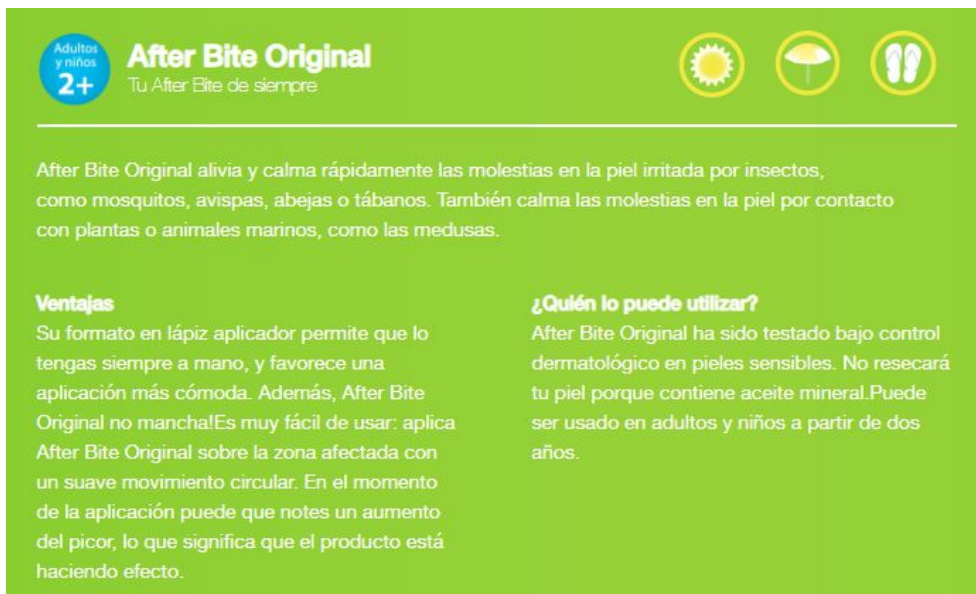 Adultos
y niños
2+
After Bite Original
Tu After Bite de siempre
After Bite Original alivia y calma rápidamente las molestias en la piel irritada por insectos,
como mosquitos, avispas, abejas o tábanos. También calma las molestias en la piel por contacto
con plantas o animales marinos, como las medusas.
Ventajas
Su formato en lápiz aplicador permite que lo
tengas siempre a mano, y favorece una
aplicación más cómoda. Además, After Bite
Original no mancha!Es muy fácil de usar: aplica
After Bite Original sobre la zona afectada con
un suave movimiento circular. En el momento
de la aplicación puede que notes un aumento
del picor, lo que significa que el producto está
haciendo efecto.
¿Quién lo puede utilizar?
After Bite Original ha sido testado bajo control
dermatológico en pieles sensibles. No resecará
tu piel porque contiene aceite mineral.Puede
ser usado en adultos y niños a partir de dos
años.